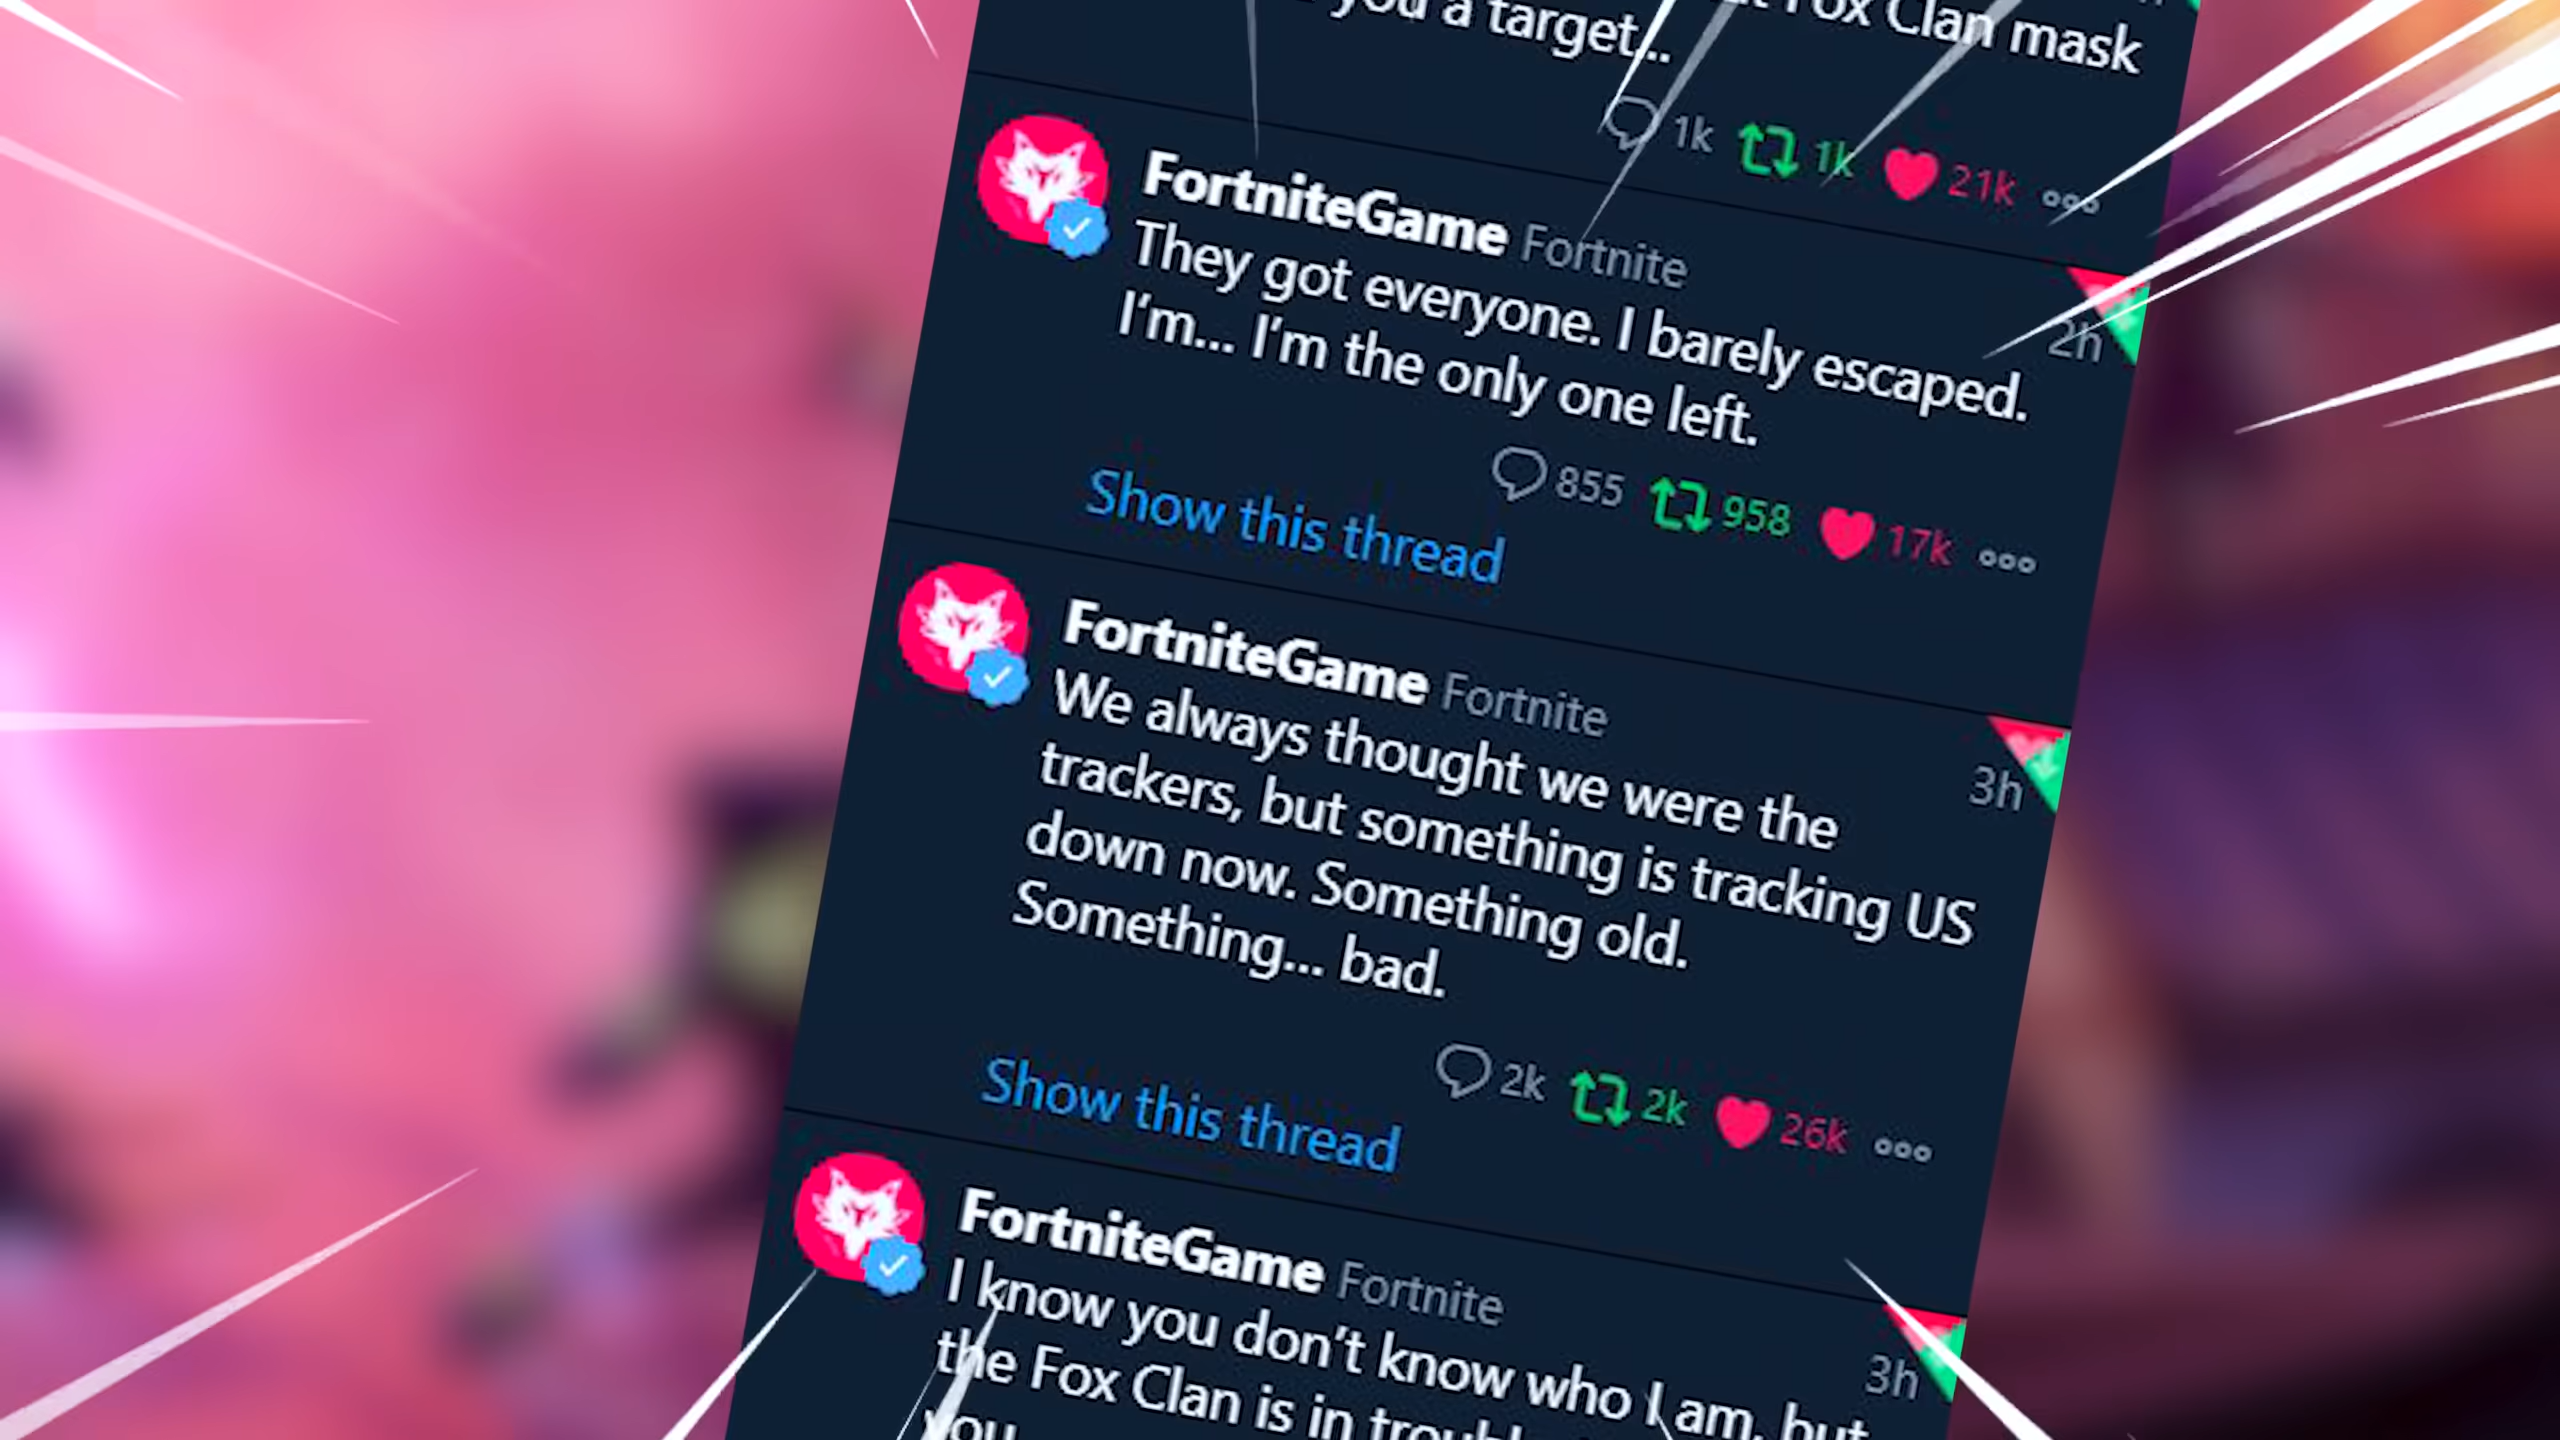 you a target...
Fox Clan mask
1k 1k 21k
FortniteGame Fortnite
2h
They got everyone. I barely escaped.
I'm... I'm the only one left.
855 958 17k
Show this thread
FortniteGame Fortnite
3h
We always thought we were the
trackers, but something is tracking US
down now. Something old.
Something... bad.
2k 2k 26k
Show this thread
FortniteGame Fortnite
3h
I know you don't know who I am, but
the Fox Clan is in
you